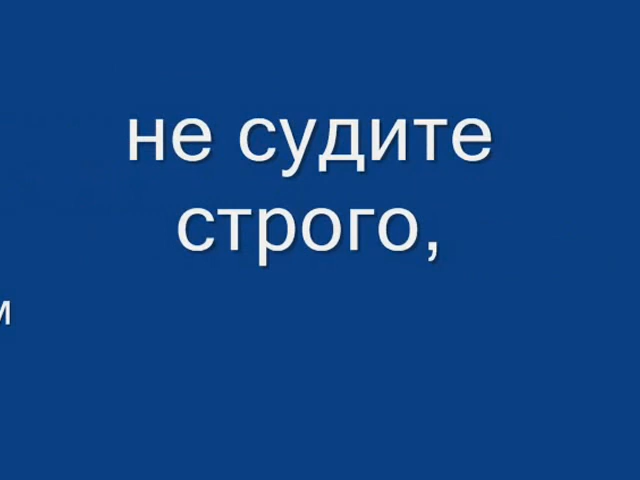 не судите
строго,
м